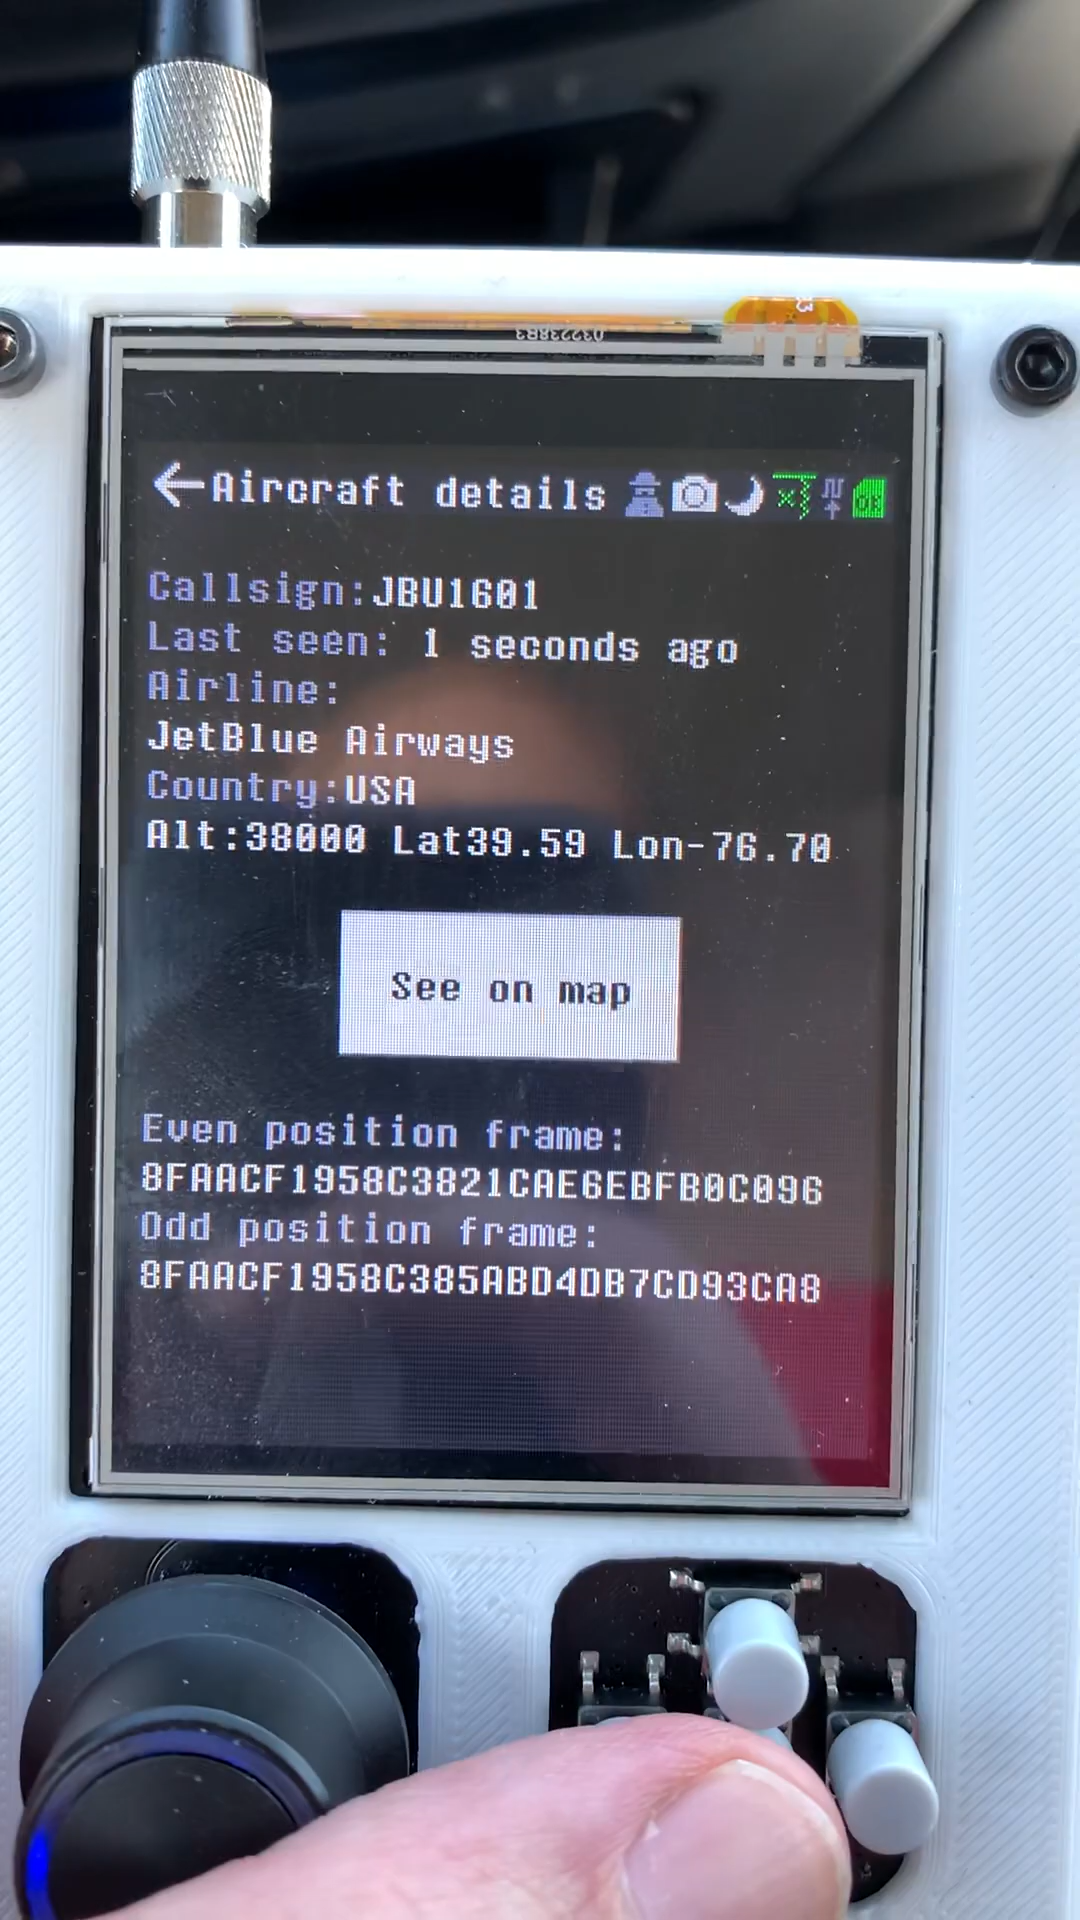 Aircraft details
Callsign:JBU1601
Last seen: 1 seconds ago
Airline:
JetBlue Airways
Country:USA
Alt:38000 Lat39.59 Lon-76.70
See on map
Even position frame:
8FAACF1958C3821CAE6EBFB0C096
Odd position frame:
8FAACF1958C385ABD4DB7CD93CA8